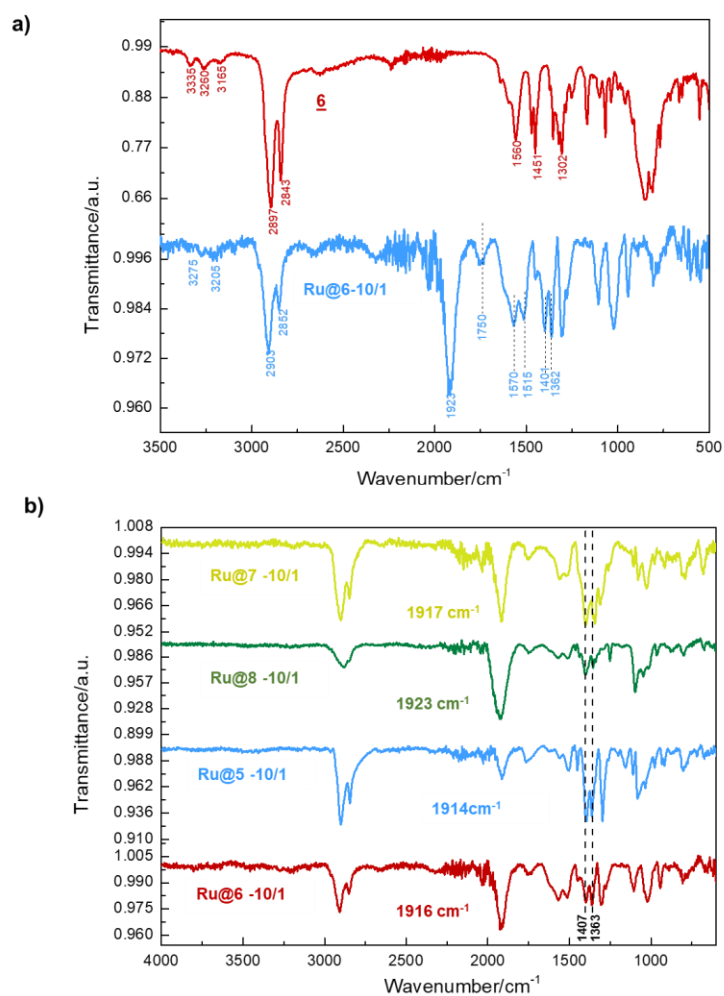 a)
0.99
0.88
0.77
0.66
3335
3260
3165
2897
2843
6
1560
1451
1302
0.996
0.984
0.972
0.960
3275
3205
Ru@6-10/1
2903
2852
1923
1750
1570
1515
1401
1362
Transmittance/a.u.
3500 3000 2500 2000 1500 1000 500
Wavenumber/cm-1
b)
1.008
0.994
0.980
0.966
0.952
Ru@7 -10/1
1917 cm-1
0.986
0.957
0.928
0.899
Ru@8 -10/1
1923 cm-1
0.988
0.962
0.936
0.910
Ru@5 -10/1
1914cm-1
1.005
0.990
0.975
0.960
Ru@6 -10/1
1916 cm-1
1407
1363
Transmittance/a.u.
4000 3500 3000 2500 2000 1500 1000
Wavenumber/cm-1